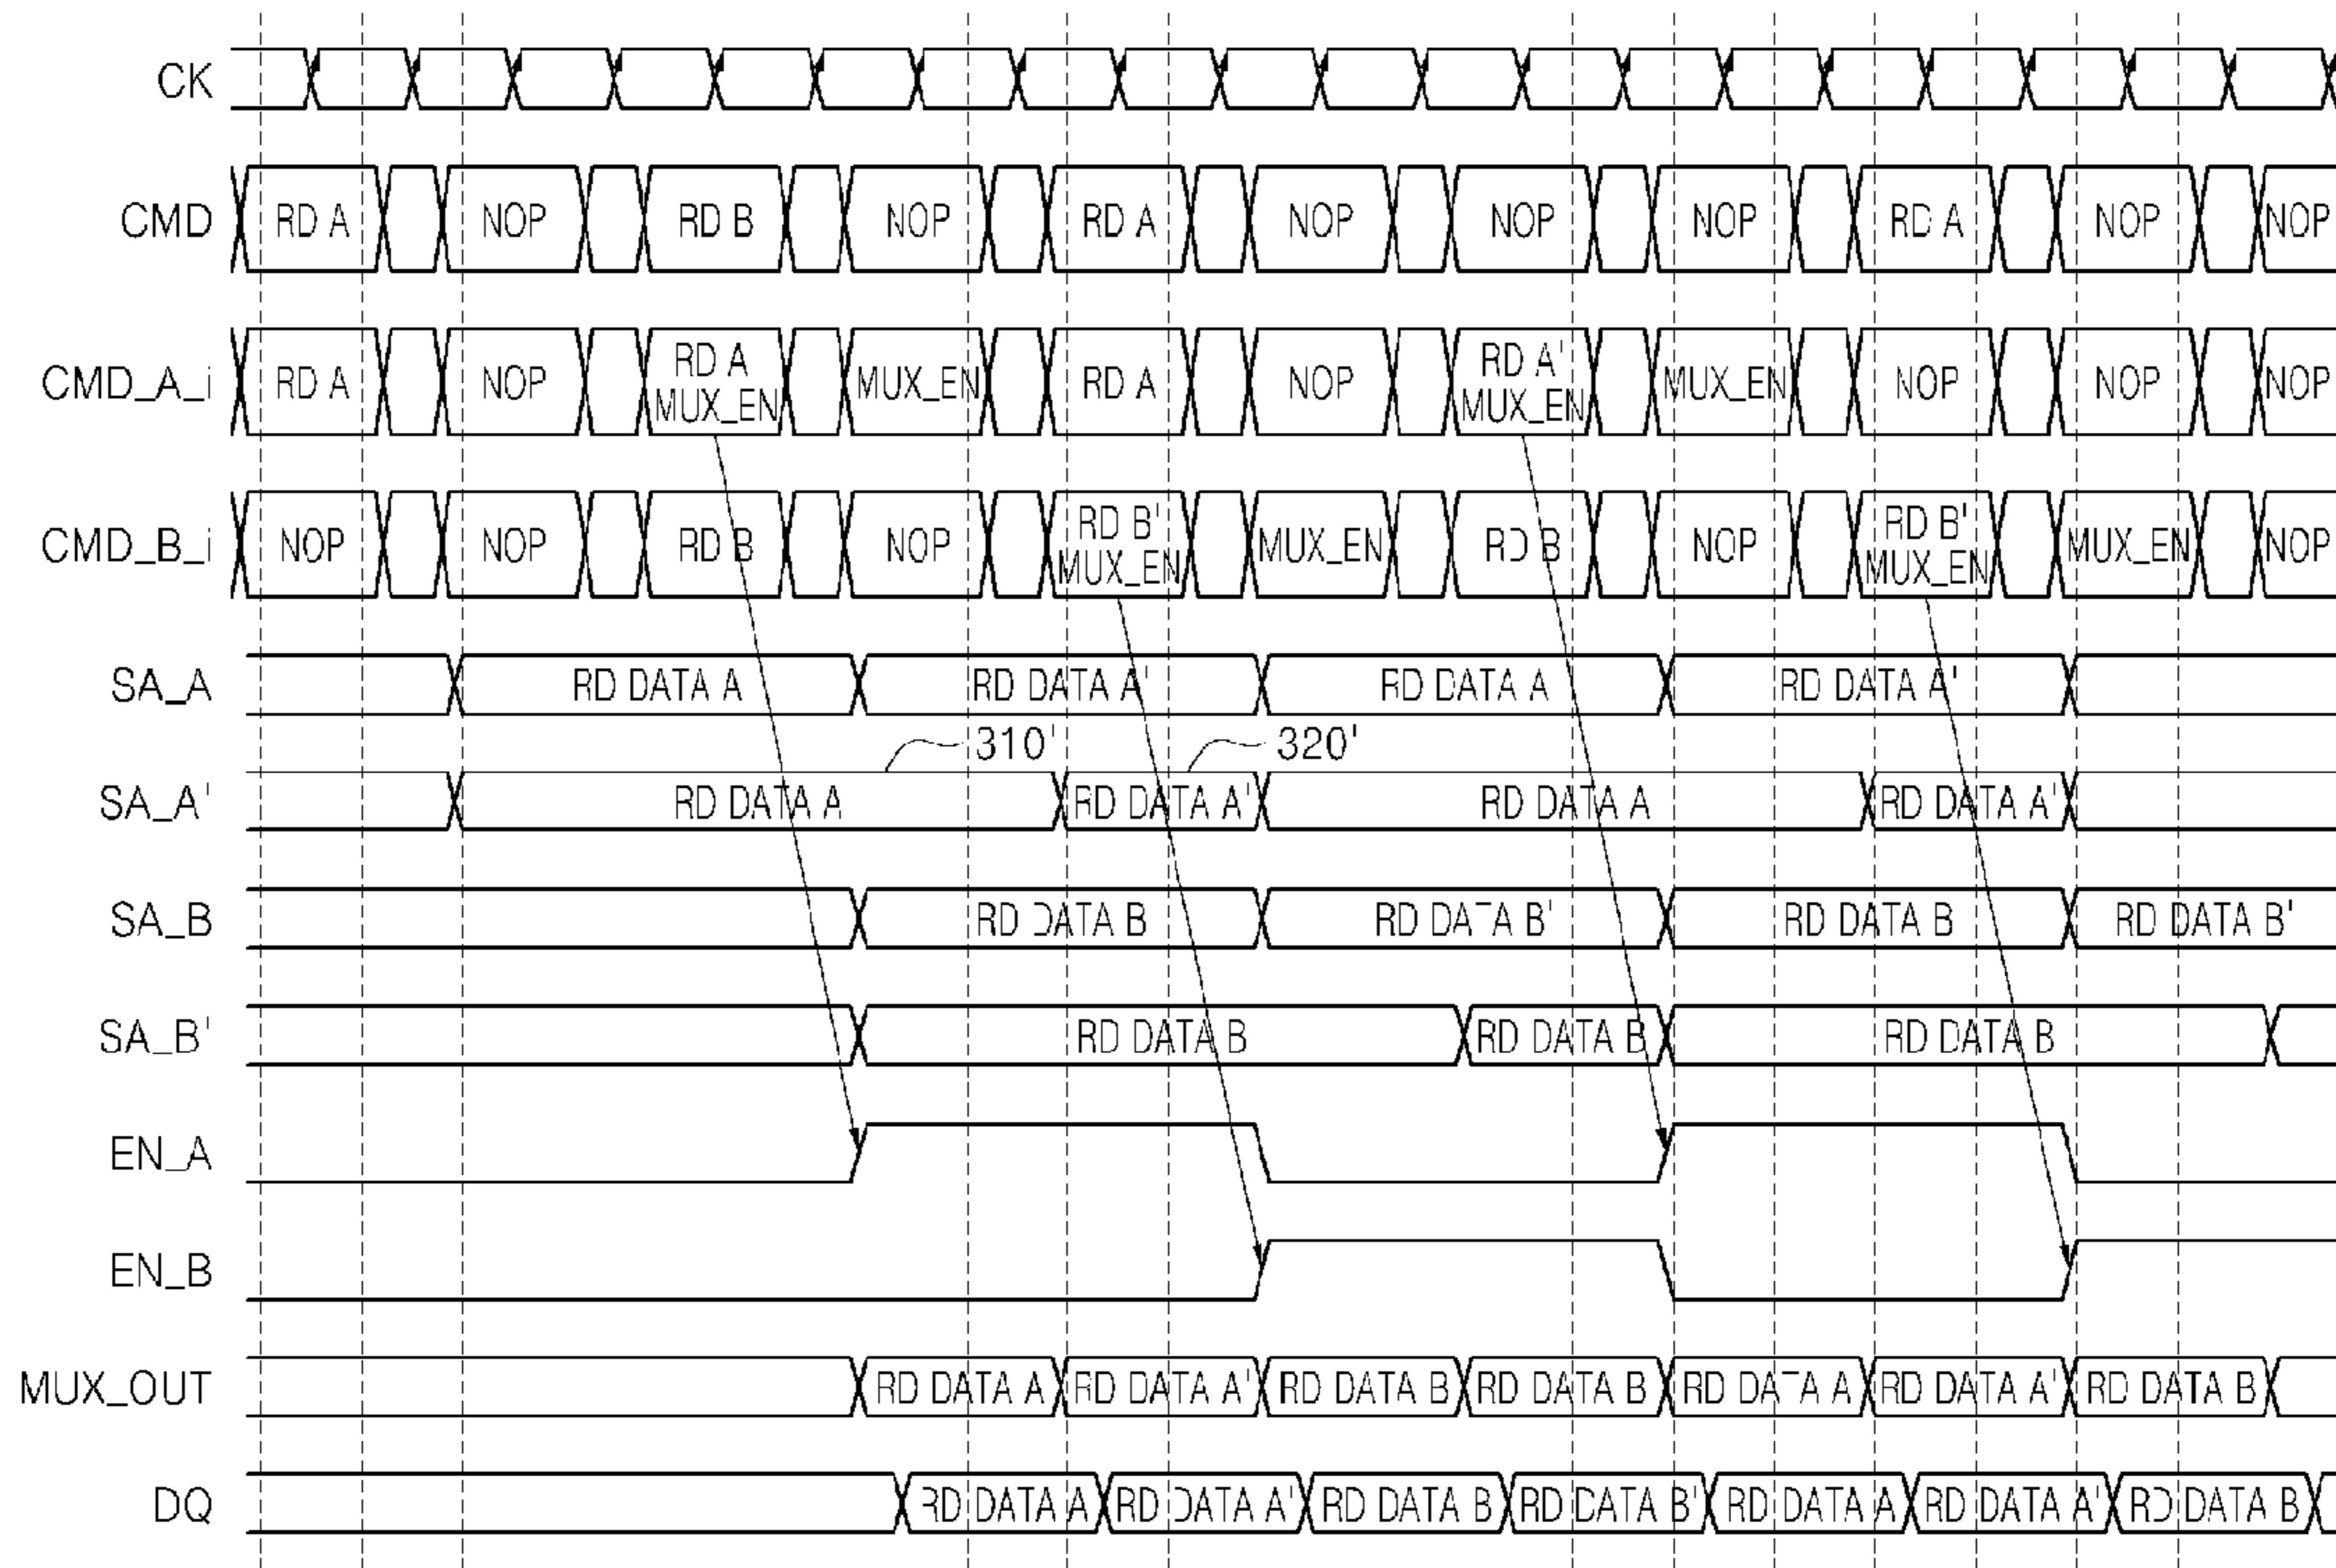 CK
CMD RD A NOP RD B NOP RD A NOP NOP NOP RD A NOP NOP
CMD_A_i RD A NOP RD A MUX_EN MUX_EN RD A NOP RD A' MUX_EN MUX_EN NOP NOP NOP
CMD_B_i NOP NOP RD B NOP RD B' MUX_EN MUX_EN RD B NOP RD B' MUX_EN MUX_EN NOP
SA_A RD DATA A RD DATA A' RD DATA A RD DATA A'
310' 320'
SA_A' RD DATA A RD DATA A' RD DATA A RD DATA A'
SA_B RD DATA B RD DATA B' RD DATA B RD DATA B'
SA_B' RD DATA B RD DATA B RD DATA B
EN_A
EN_B
MUX_OUT RD DATA A RD DATA A' RD DATA B RD DATA B RD DATA A RD DATA A' RD DATA B
DQ RD DATA A RD DATA A' RD DATA B RD DATA B' RD DATA A RD DATA A' RD DATA B